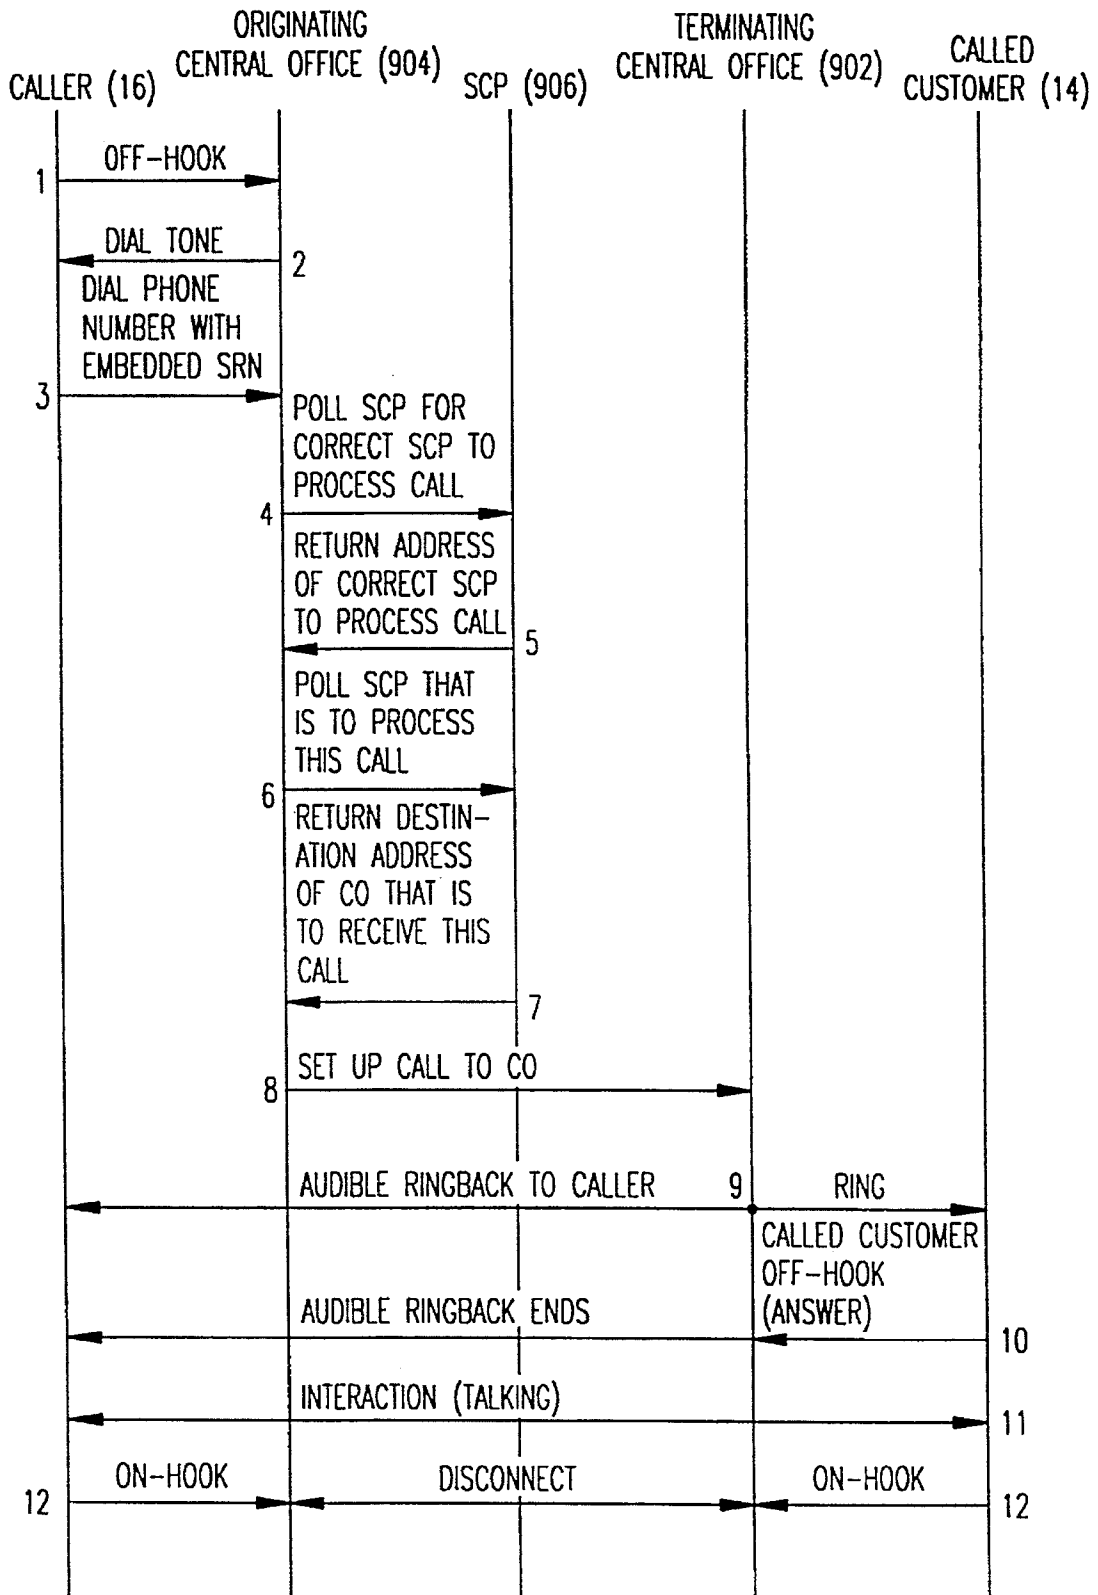 ORIGINATING
CENTRAL OFFICE (904)
TERMINATING
CENTRAL OFFICE (902)
CALLED
CUSTOMER (14)
CALLER (16)
SCP (906)
OFF-HOOK
1
DIAL TONE
2
DIAL PHONE
NUMBER WITH
EMBEDDED SRN
3
POLL SCP FOR
CORRECT SCP TO
PROCESS CALL
4
RETURN ADDRESS
OF CORRECT SCP
TO PROCESS CALL
5
POLL SCP THAT
IS TO PROCESS
THIS CALL
6
RETURN DESTIN-
ATION ADDRESS
OF CO THAT IS
TO RECEIVE THIS
CALL
7
SET UP CALL TO CO
8
AUDIBLE RINGBACK TO CALLER
9
RING
CALLED CUSTOMER
OFF-HOOK
(ANSWER)
AUDIBLE RINGBACK ENDS
10
INTERACTION (TALKING)
11
ON-HOOK
DISCONNECT
ON-HOOK
12
12